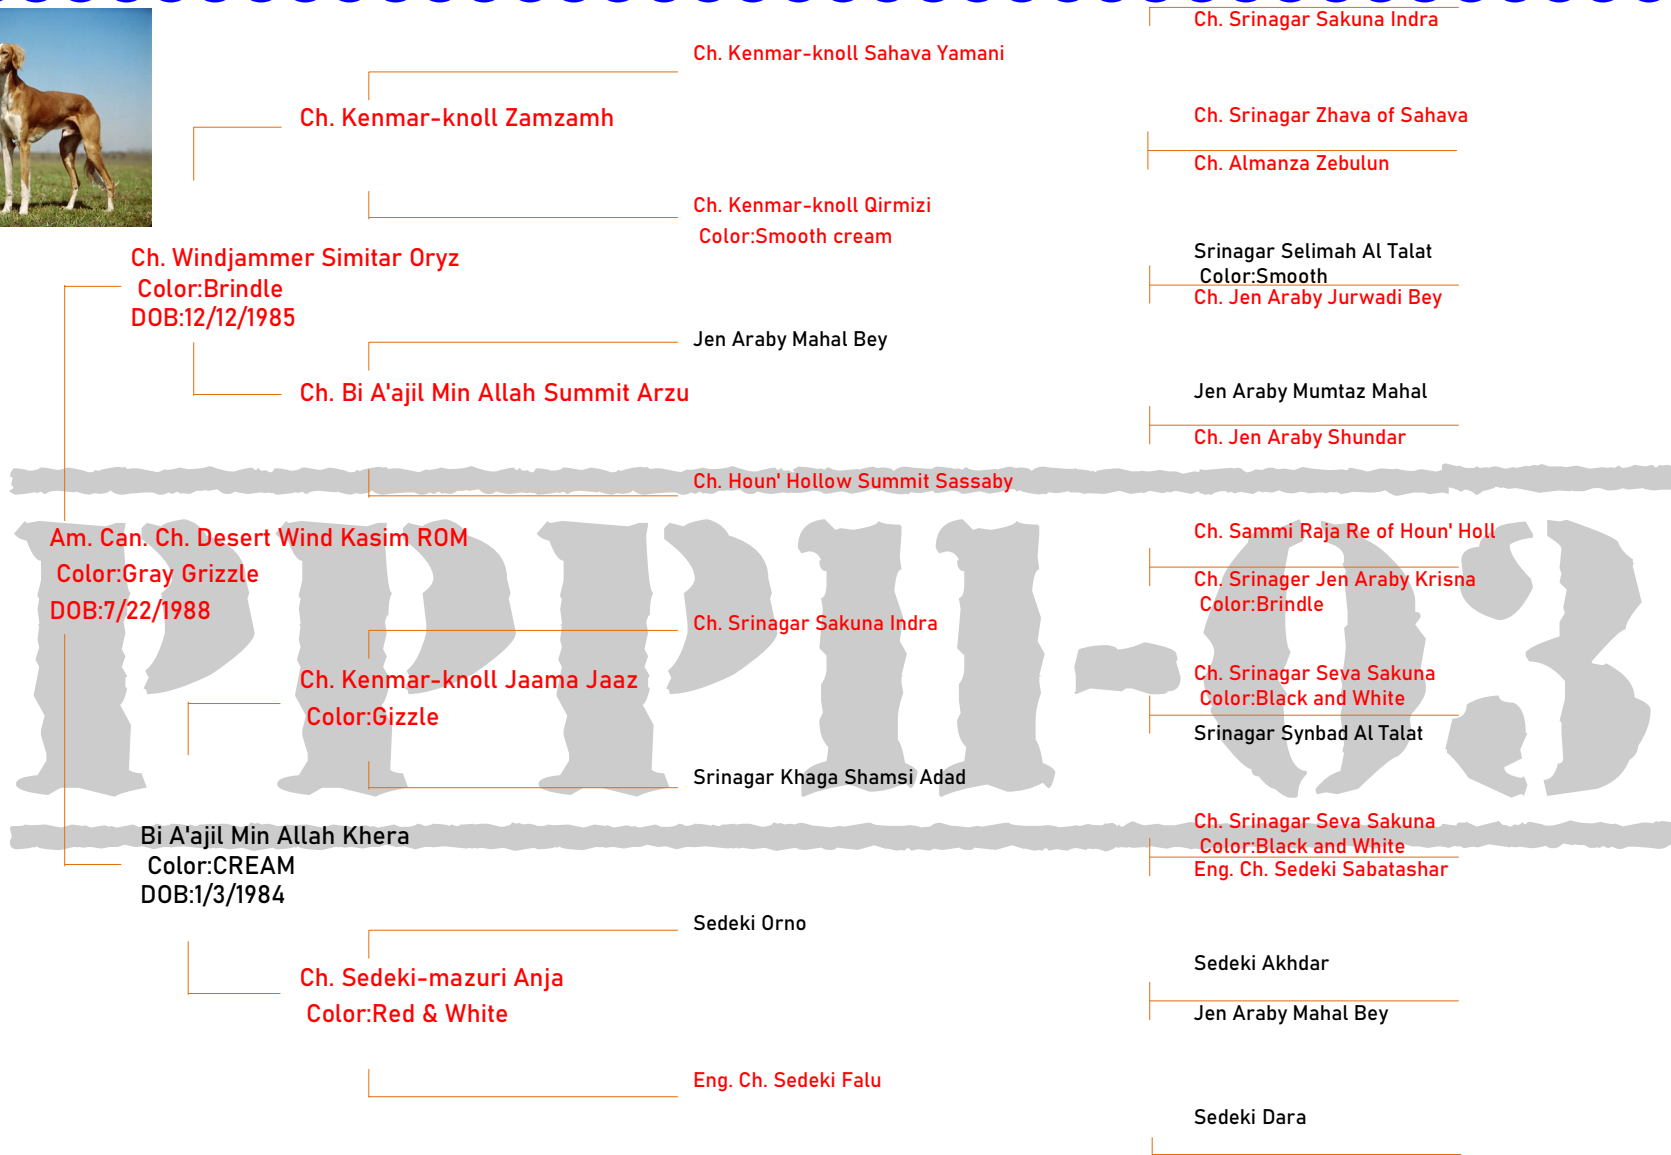 Ch. Srinagar Sakuna Indra
Ch. Kenmar-knoll Sahava Yamani
Ch. Kenmar-knoll Zamzamh
Ch. Srinagar Zhava of Sahava
Ch. Almanza Zebulun
Ch. Kenmar-knoll Qirmizi
Color:Smooth cream
Ch. Windjammer Simitar Oryz
Color:Brindle
DOB:12/12/1985
Srinagar Selimah Al Talat
Color:Smooth
Ch. Jen Araby Jurwadi Bey
Jen Araby Mahal Bey
Ch. Bi A'ajil Min Allah Summit Arzu
Jen Araby Mumtaz Mahal
Ch. Jen Araby Shundar
Ch. Houn' Hollow Summit Sassaby
Am. Can. Ch. Desert Wind Kasim ROM
Color:Gray Grizzle
DOB:7/22/1988
Ch. Sammi Raja Re of Houn' Holl
Ch. Srinager Jen Araby Krisna
Color:Brindle
PPP11-03
Ch. Srinagar Sakuna Indra
Ch. Kenmar-knoll Jaama Jaaz
Color:Gizzle
Ch. Srinagar Seva Sakuna
Color:Black and White
Srinagar Synbad Al Talat
Srinagar Khaga Shamsi Adad
Bi A'ajil Min Allah Khera
Color:CREAM
DOB:1/3/1984
Ch. Srinagar Seva Sakuna
Color:Black and White
Eng. Ch. Sedeki Sabatashar
Sedeki Orno
Ch. Sedeki-mazuri Anja
Color:Red & White
Sedeki Akhdar
Jen Araby Mahal Bey
Eng. Ch. Sedeki Falu
Sedeki Dara